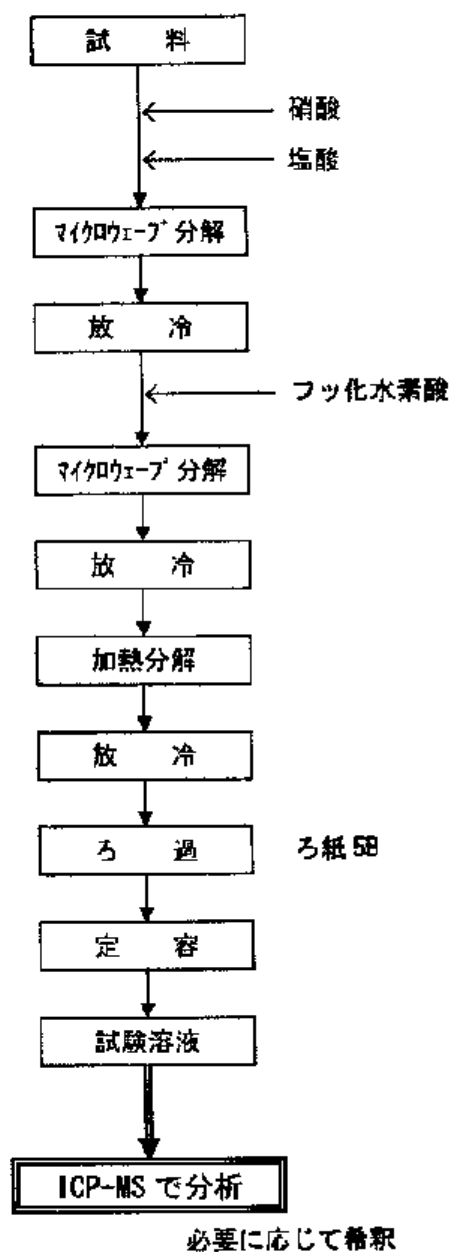 試 料
硝酸
塩酸
マイクロウェーブ分解
放 冷
フッ化水素酸
マイクロウェーブ分解
放 冷
加熱分解
放 冷
ろ 過 ろ紙 5B
定 容
試験溶液
ICP-MS で分析
必要に応じて希釈